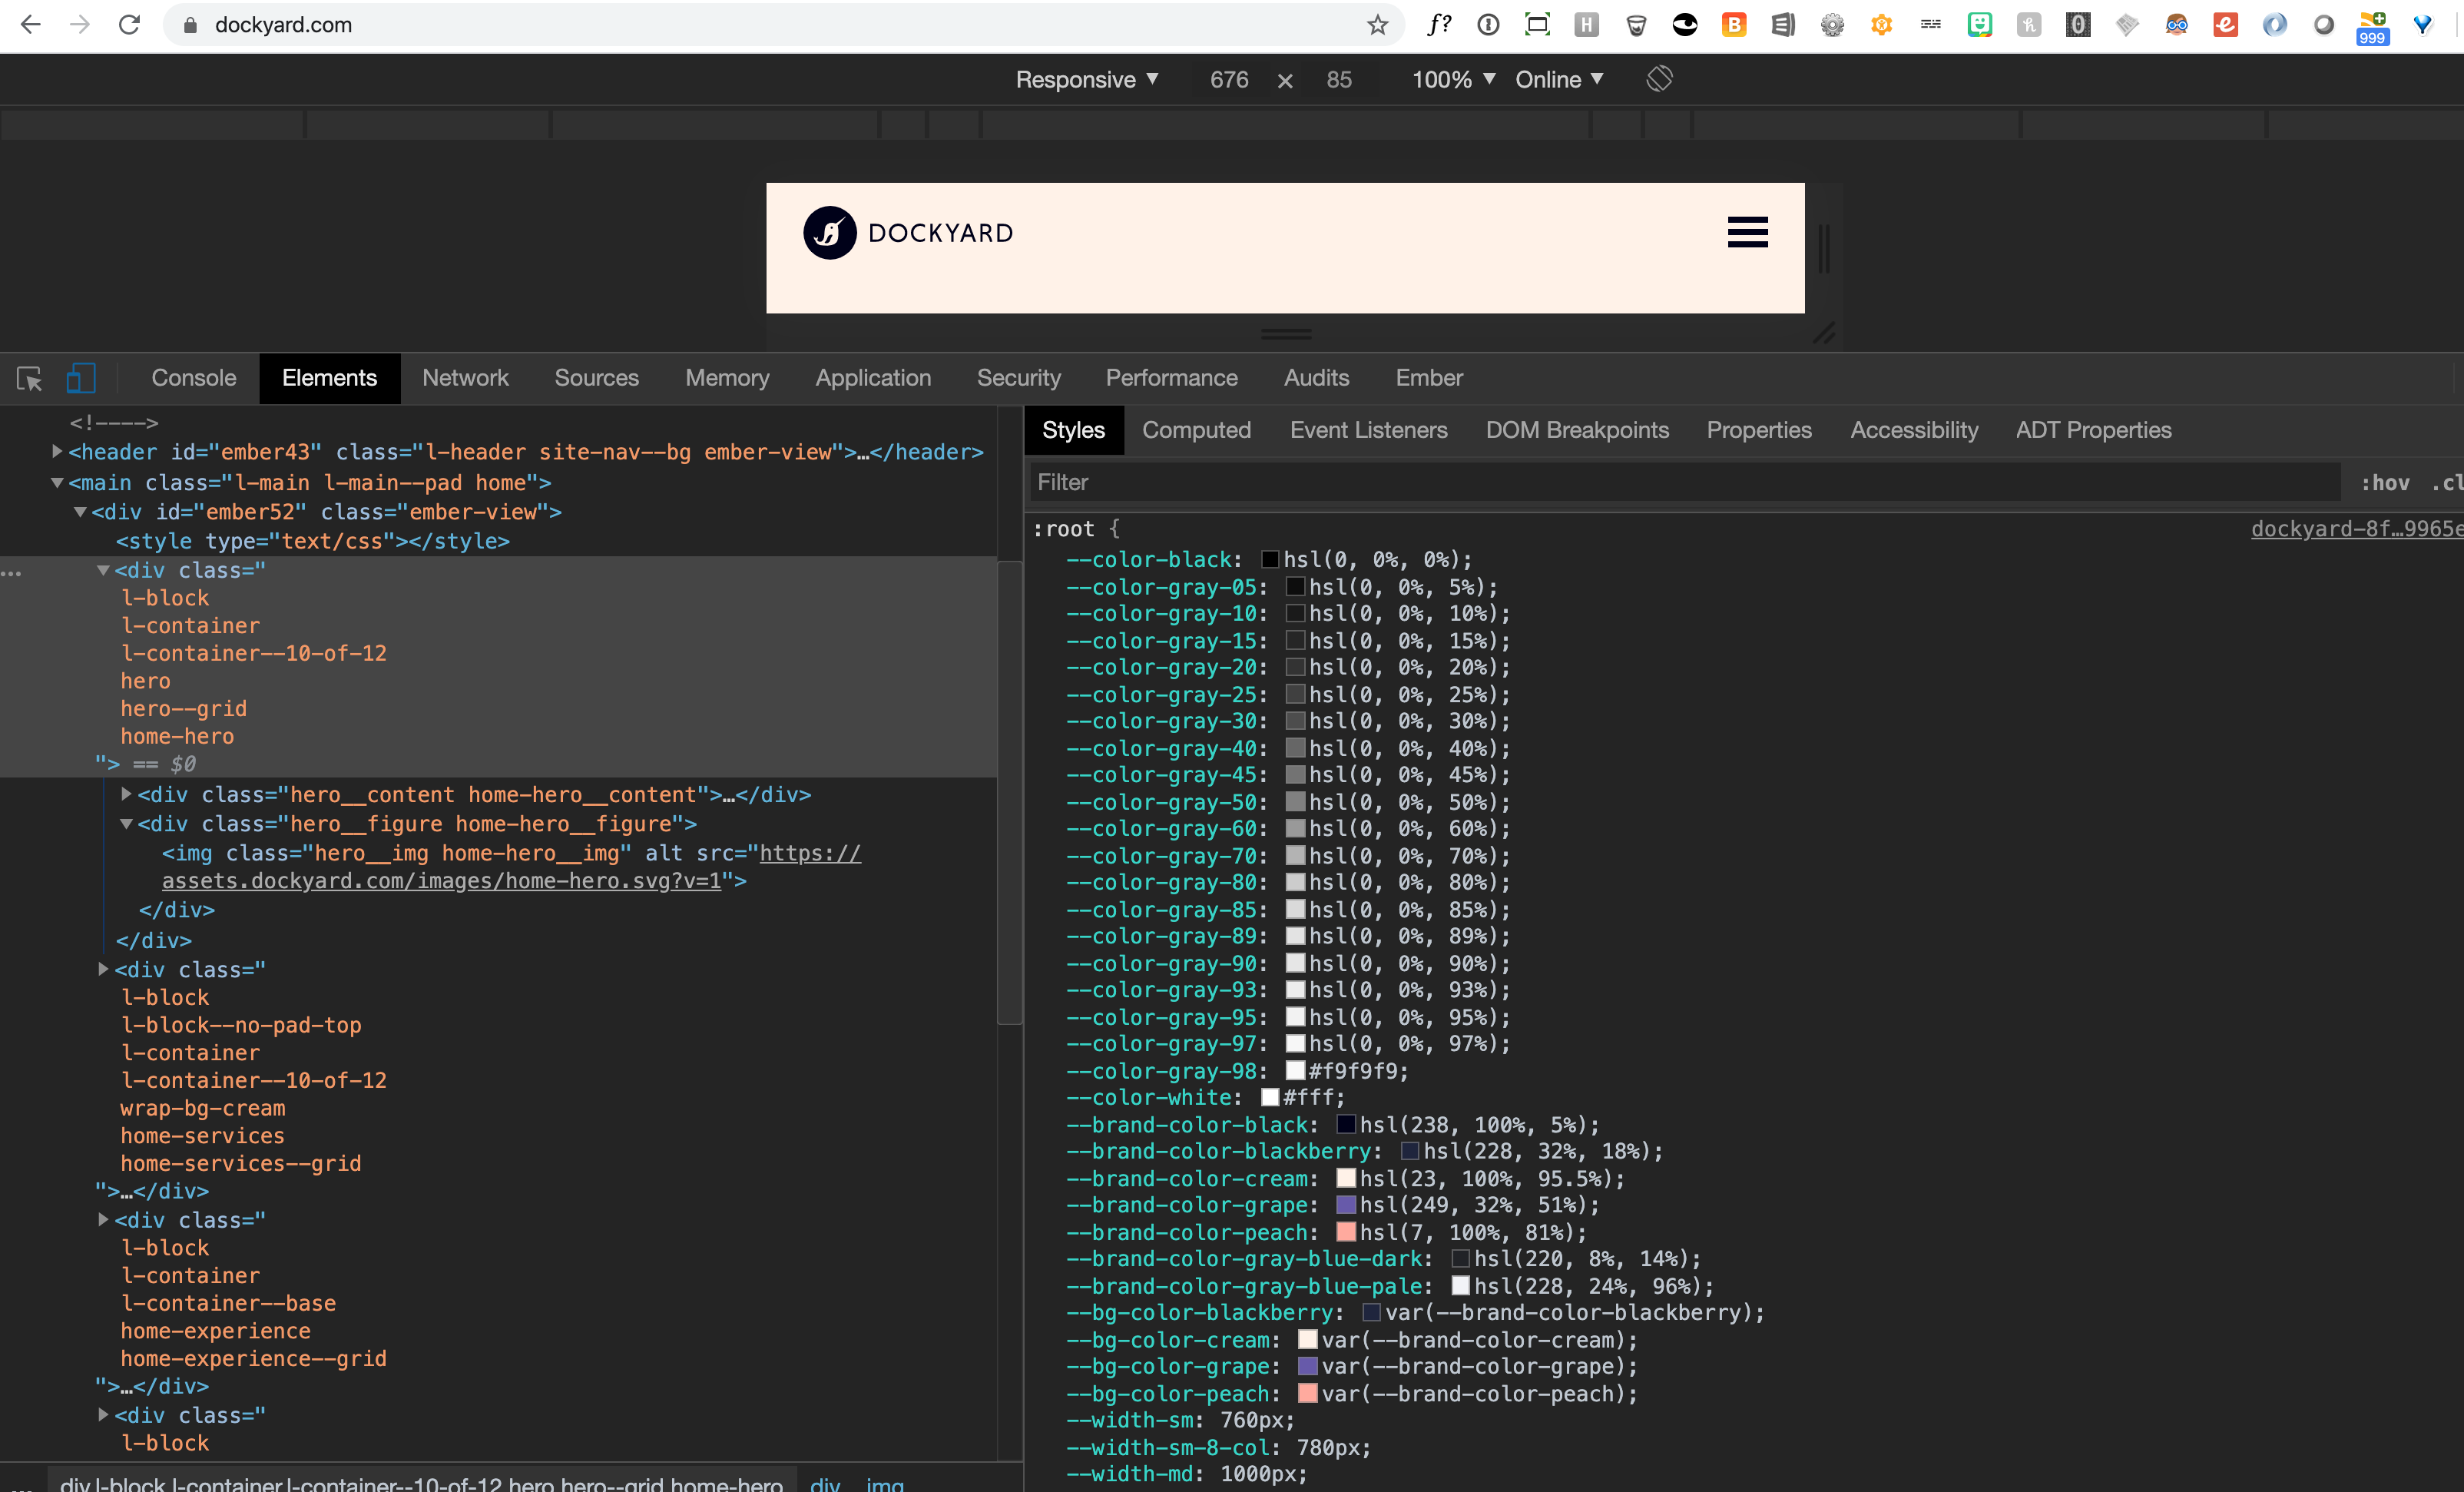 dockyard.com
f?
H
B
999
Responsive ▼ 676 × 85 100% ▼ Online ▼
DOCKYARD
Console Elements Network Sources Memory Application Security Performance Audits Ember
<!---->
<header id="ember43" class="l-header site-nav--bg ember-view">…</header>
<main class="l-main l-main--pad home">
<div id="ember52" class="ember-view">
<style type="text/css"></style>
<div class="
l-block
l-container
l-container--10-of-12
hero
hero--grid
home-hero
"> == $0
<div class="hero__content home-hero__content">…</div>
<div class="hero__figure home-hero__figure">
<img class="hero__img home-hero__img" alt src="https://
assets.dockyard.com/images/home-hero.svg?v=1">
</div>
</div>
<div class="
l-block
l-block--no-pad-top
l-container
l-container--10-of-12
wrap-bg-cream
home-services
home-services--grid
">…</div>
<div class="
l-block
l-container
l-container--base
home-experience
home-experience--grid
">…</div>
<div class="
l-block
div.l-block.l-container.l-container--10-of-12.hero.hero--grid.home-hero div img
Styles Computed Event Listeners DOM Breakpoints Properties Accessibility ADT Properties
Filter :hov .cl
:root { dockyard-8f…9965e
--color-black: hsl(0, 0%, 0%);
--color-gray-05: hsl(0, 0%, 5%);
--color-gray-10: hsl(0, 0%, 10%);
--color-gray-15: hsl(0, 0%, 15%);
--color-gray-20: hsl(0, 0%, 20%);
--color-gray-25: hsl(0, 0%, 25%);
--color-gray-30: hsl(0, 0%, 30%);
--color-gray-40: hsl(0, 0%, 40%);
--color-gray-45: hsl(0, 0%, 45%);
--color-gray-50: hsl(0, 0%, 50%);
--color-gray-60: hsl(0, 0%, 60%);
--color-gray-70: hsl(0, 0%, 70%);
--color-gray-80: hsl(0, 0%, 80%);
--color-gray-85: hsl(0, 0%, 85%);
--color-gray-89: hsl(0, 0%, 89%);
--color-gray-90: hsl(0, 0%, 90%);
--color-gray-93: hsl(0, 0%, 93%);
--color-gray-95: hsl(0, 0%, 95%);
--color-gray-97: hsl(0, 0%, 97%);
--color-gray-98: #f9f9f9;
--color-white: #fff;
--brand-color-black: hsl(238, 100%, 5%);
--brand-color-blackberry: hsl(228, 32%, 18%);
--brand-color-cream: hsl(23, 100%, 95.5%);
--brand-color-grape: hsl(249, 32%, 51%);
--brand-color-peach: hsl(7, 100%, 81%);
--brand-color-gray-blue-dark: hsl(220, 8%, 14%);
--brand-color-gray-blue-pale: hsl(228, 24%, 96%);
--bg-color-blackberry: var(--brand-color-blackberry);
--bg-color-cream: var(--brand-color-cream);
--bg-color-grape: var(--brand-color-grape);
--bg-color-peach: var(--brand-color-peach);
--width-sm: 760px;
--width-sm-8-col: 780px;
--width-md: 1000px;